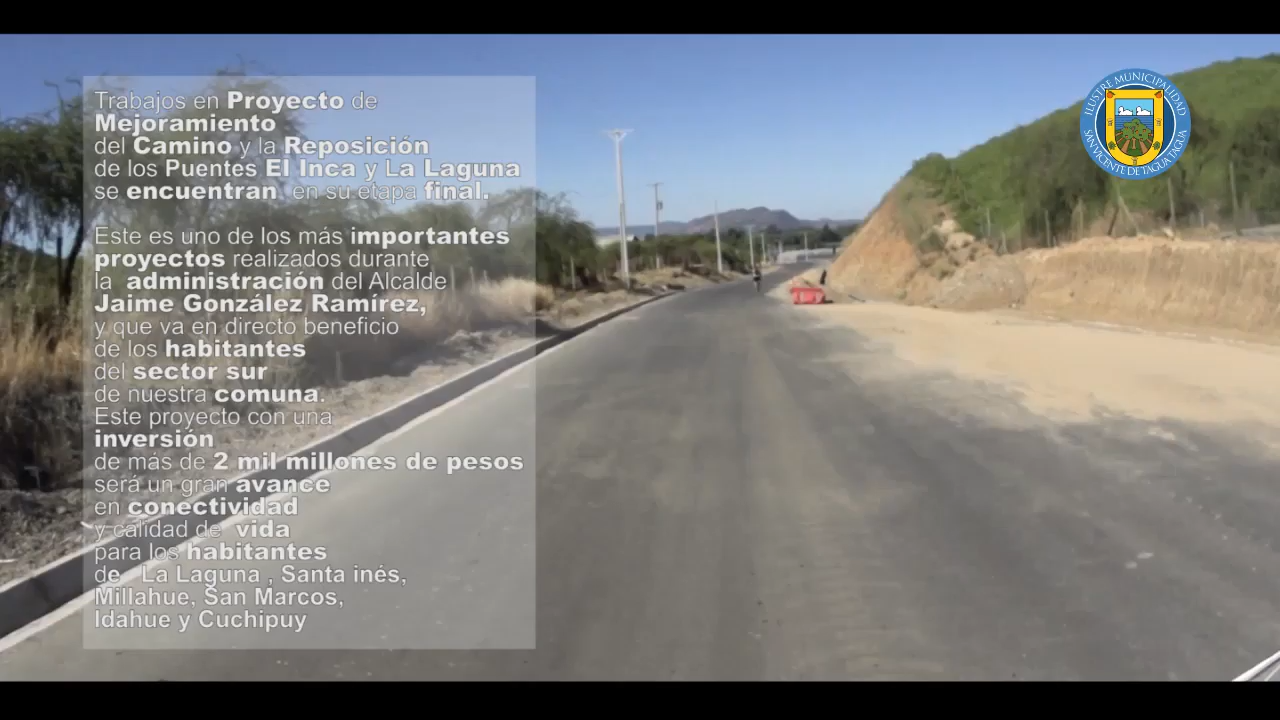 Trabajos en Proyecto de
Mejoramiento
del Camino y la Reposición
de los Puentes El Inca y La Laguna
se encuentran en su etapa final.
Este es uno de los más importantes
proyectos realizados durante
la administración del Alcalde
Jaime González Ramírez,
y que va en directo beneficio
de los habitantes
del sector sur
de nuestra comuna.
Este proyecto con una
inversión
de más de 2 mil millones de pesos
será un gran avance
en conectividad
y calidad de vida
para los habitantes
de La Laguna , Santa inés,
Millahue, San Marcos,
Idahue y Cuchipuy
ILUSTRE MUNICIPALIDAD
SAN VICENTE DE TAGUA TAGUA